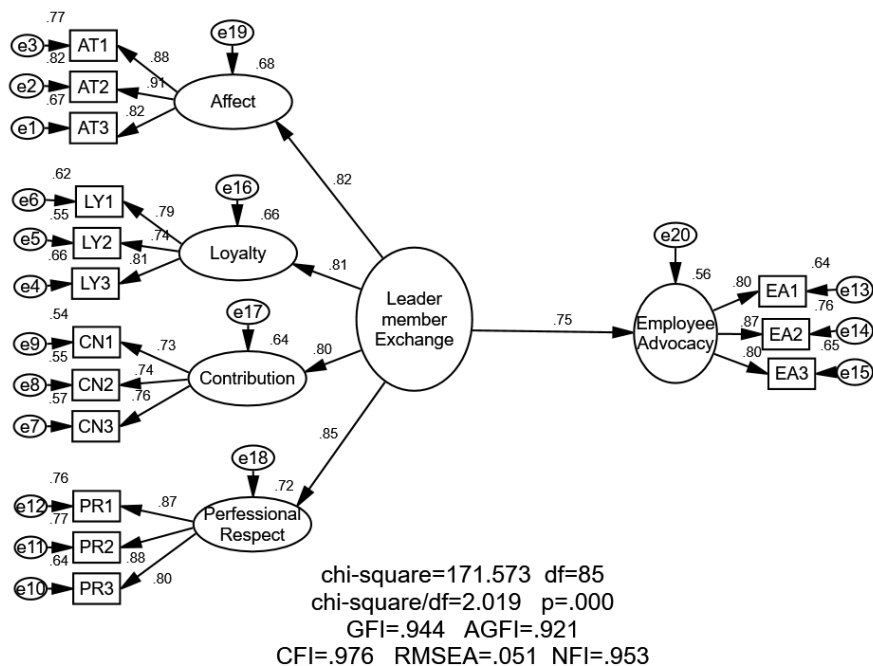 .77
e3 AT1 .88
.82
e2 AT2 .91
.67
e1 AT3 .82
e19
.68
Affect
.82
.62
e6 LY1 .79
.55
e5 LY2 .74
.66
e4 LY3 .81
e16
.66
Loyalty
.81
.54
e9 CN1 .73
.55
e8 CN2 .74
.57
e7 CN3 .76
e17
.64
Contribution
.80
.76
e12 PR1 .87
.77
e11 PR2 .88
.64
e10 PR3 .80
e18
.72
Perfessional
Respect
.85
Leader
member
Exchange
.75
e20
.56
Employee
Advocacy
.64
.80 EA1 e13
.76
.87 EA2 e14
.65
.80 EA3 e15
chi-square=171.573 df=85
chi-square/df=2.019 p=.000
GFI=.944 AGFI=.921
CFI=.976 RMSEA=.051 NFI=.953